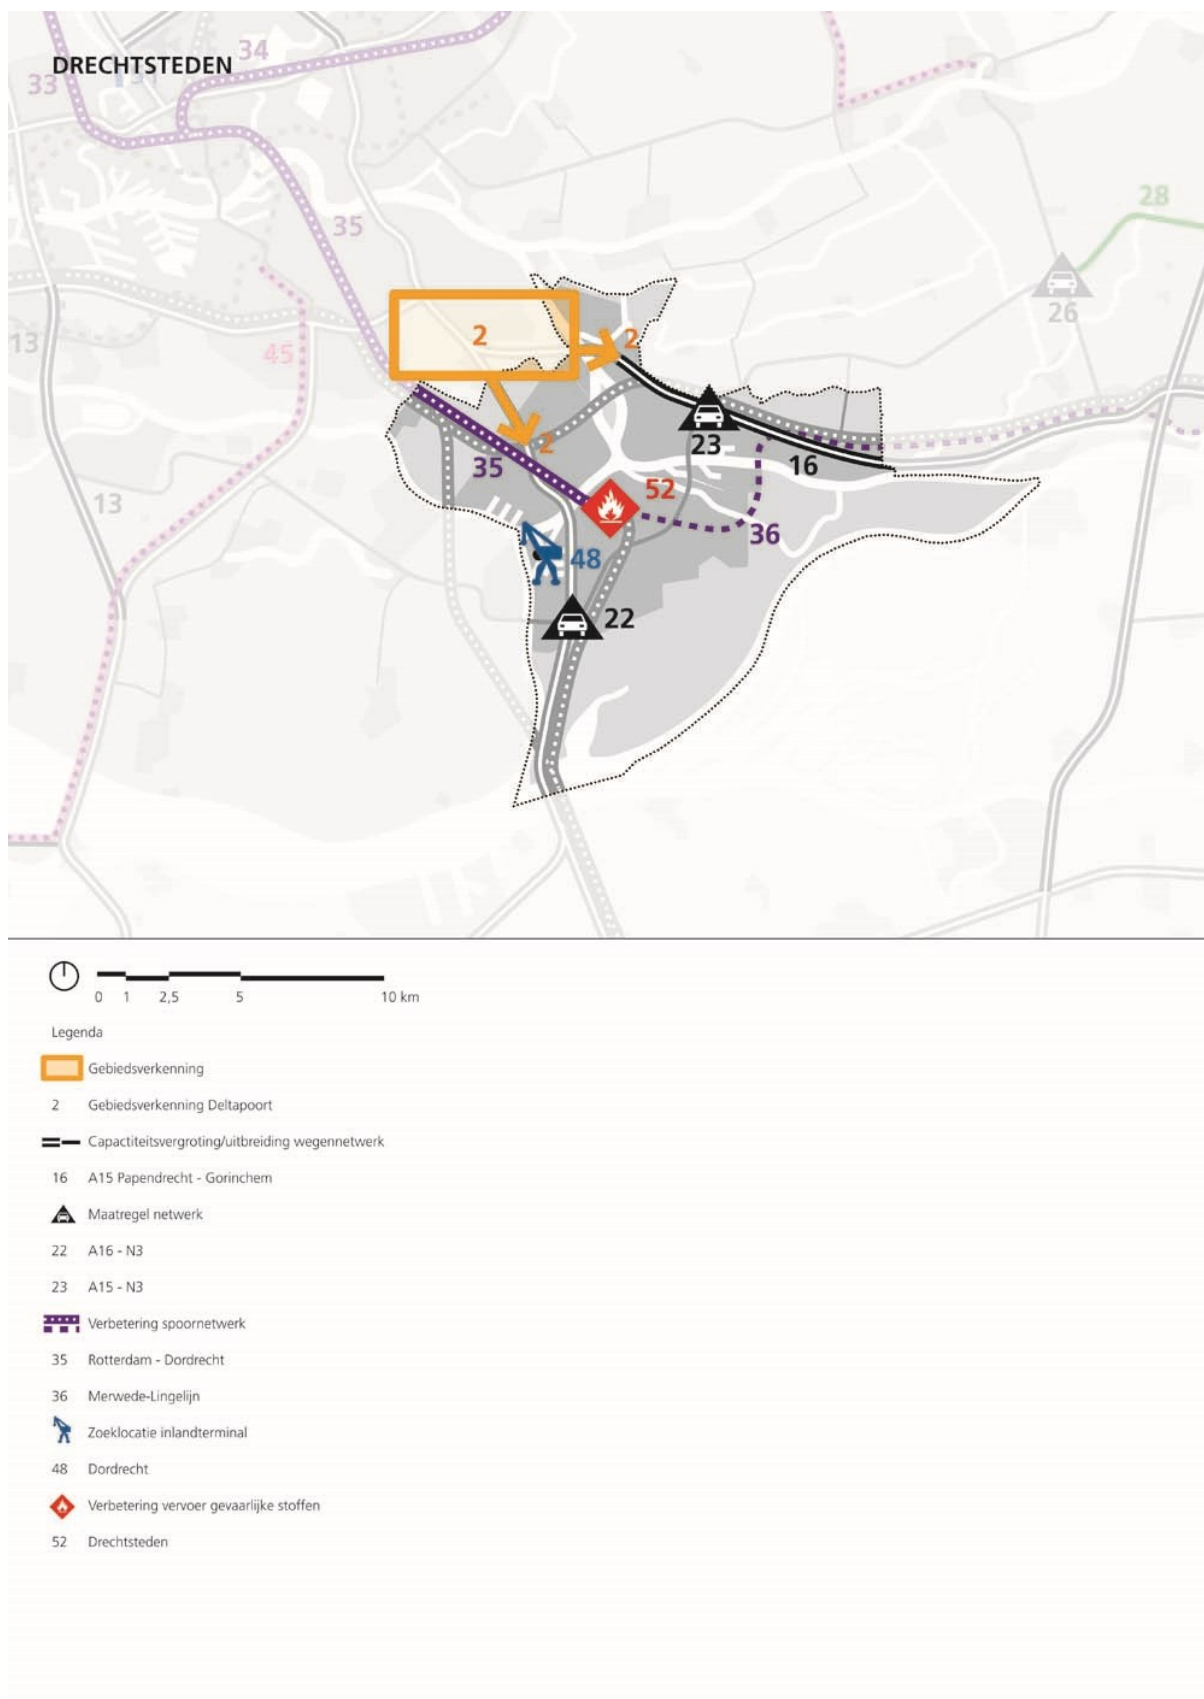 DRECHTSTEDEN
34
33
35
28
26
13
45
2
2
2
23
16
35
52
36
48
22
13
0 1 2,5 5 10 km
Legenda
Gebiedsverkenning
2 Gebiedsverkenning Deltapoort
Capactiteitsvergroting/uitbreiding wegennetwerk
16 A15 Papendrecht - Gorinchem
Maatregel netwerk
22 A16 - N3
23 A15 - N3
Verbetering spoornetwerk
35 Rotterdam - Dordrecht
36 Merwede-Lingelijn
Zoeklocatie inlandterminal
48 Dordrecht
Verbetering vervoer gevaarlijke stoffen
52 Drechtsteden